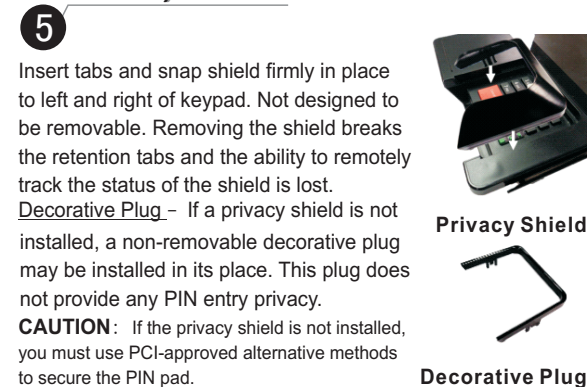 5
Insert tabs and snap shield firmly in place
to left and right of keypad. Not designed to
be removable. Removing the shield breaks
the retention tabs and the ability to remotely
track the status of the shield is lost.
Decorative Plug – If a privacy shield is not
installed, a non-removable decorative plug
may be installed in its place. This plug does
not provide any PIN entry privacy.
CAUTION: If the privacy shield is not installed,
you must use PCI-approved alternative methods
to secure the PIN pad.
Privacy Shield
Decorative Plug